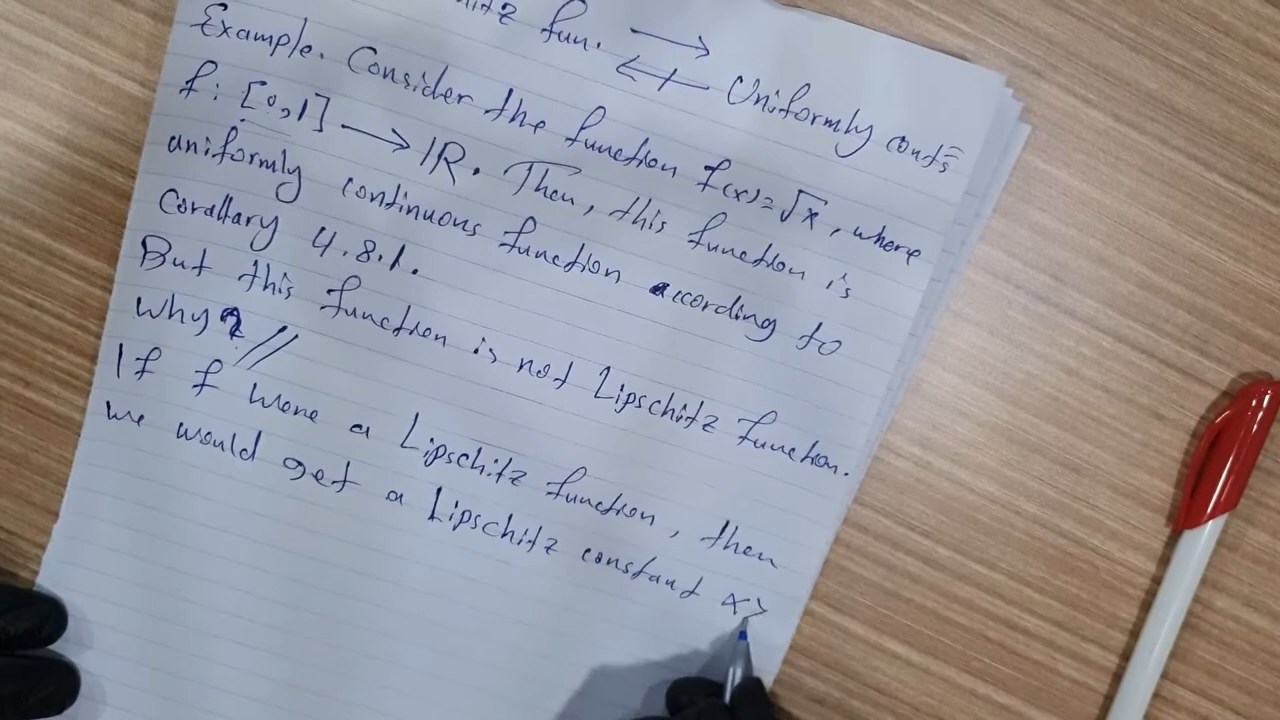 fun. ⟶
↚ Uniformly conts
Example. Consider the function f(x)=√x, where
f: [0,1] ⟶ IR. Then, this function is
uniformly continuous function according to
Corallary 4.8.1.
But this function is not Lipschitz function.
Why? //
If f were a Lipschitz function, then
we would get a Lipschitz constant α>